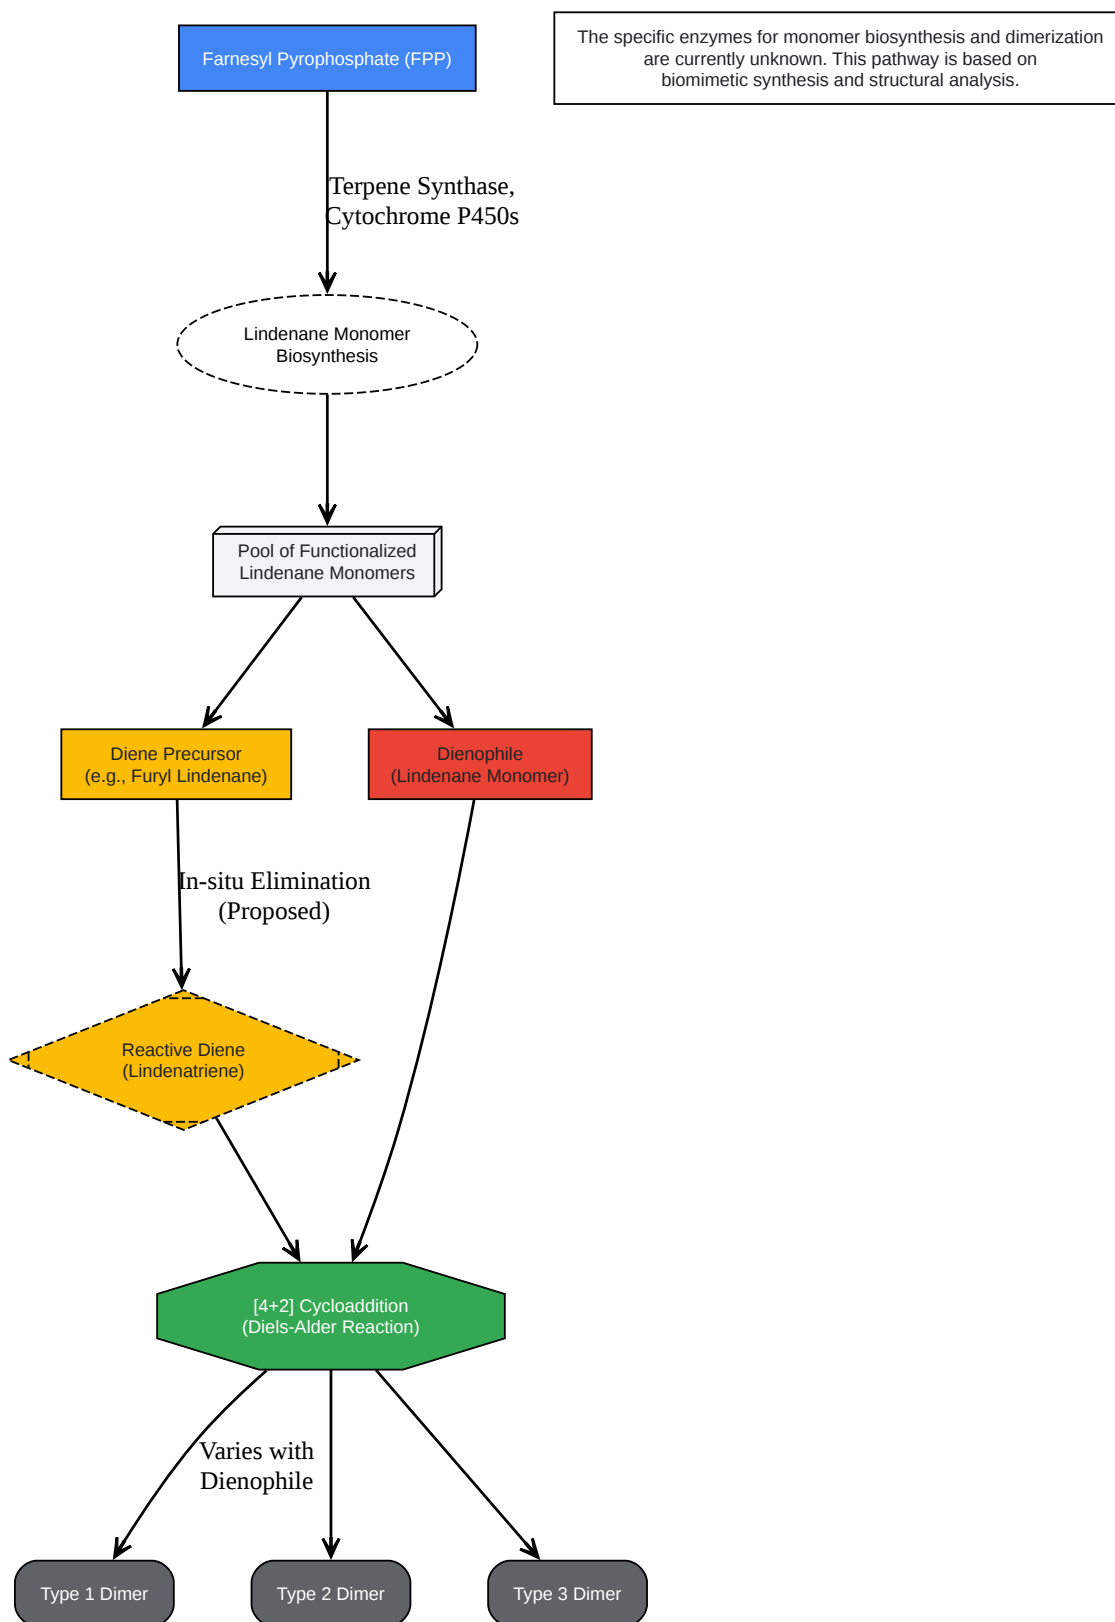 Farnesyl Pyrophosphate (FPP)
The specific enzymes for monomer biosynthesis and dimerization
are currently unknown. This pathway is based on
biomimetic synthesis and structural analysis.
Terpene Synthase,
Cytochrome P450s
Lindenane Monomer
Biosynthesis
Pool of Functionalized
Lindenane Monomers
Diene Precursor
(e.g., Furyl Lindenane)
Dienophile
(Lindenane Monomer)
In-situ Elimination
(Proposed)
Reactive Diene
(Lindenatriene)
[4+2] Cycloaddition
(Diels-Alder Reaction)
Varies with
Dienophile
Type 1 Dimer
Type 2 Dimer
Type 3 Dimer